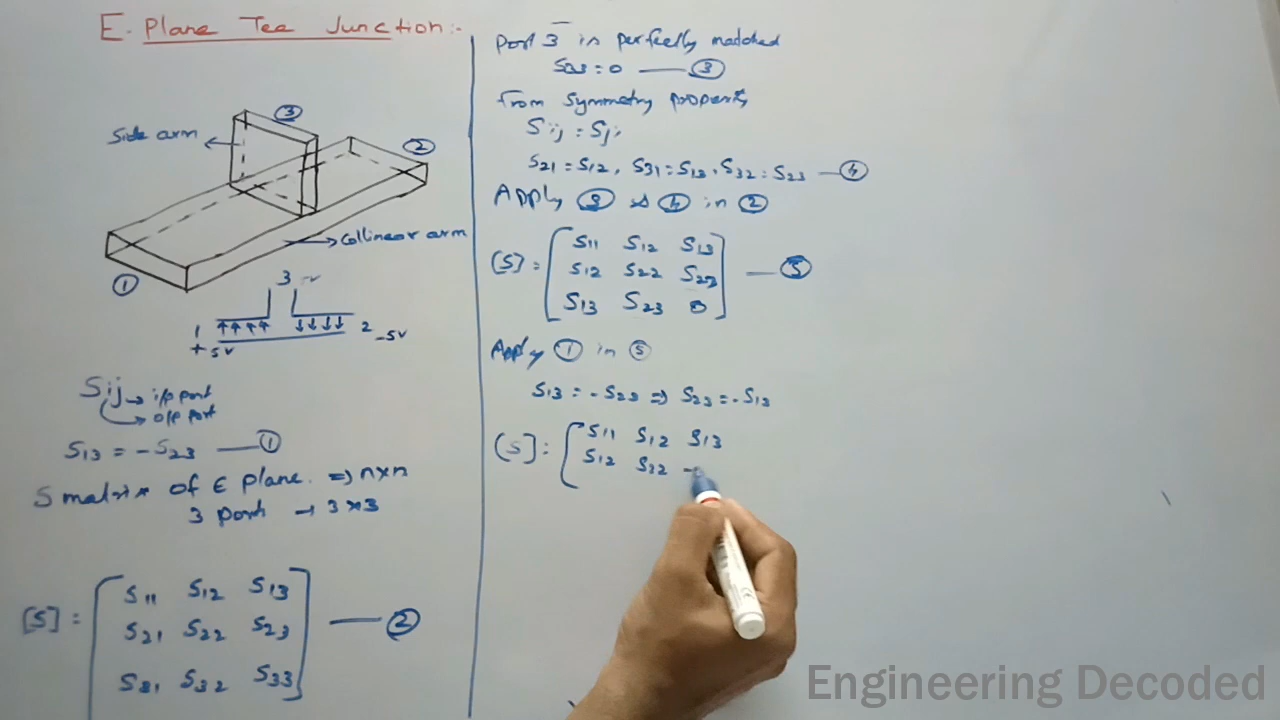 E-Plane Tee Junction:-
Side arm
3
2
1
Collinear arm
3
1
2
+5V
-5V
Sij → i/p port
→ o/p port
S13 = -S23 — 1
S matrix of E plane. ⇒ n×n
3 port → 3×3
[S] = [ S11 S12 S13
S21 S22 S23 — 2
S31 S32 S33 ]
Port 3 is perfectly matched
S33 = 0 — 3
From Symmetry property
Sij = Sji
S21 = S12, S31 = S13, S32 = S23 — 4
Apply 3 & 4 in 2
[S] = [ S11 S12 S13
S12 S22 S23 — 5
S13 S23 0 ]
Apply 1 in 5
S13 = -S23 ⇒ S23 = -S13
[S] = [ S11 S12 S13
S12 S22 -
Engineering Decoded